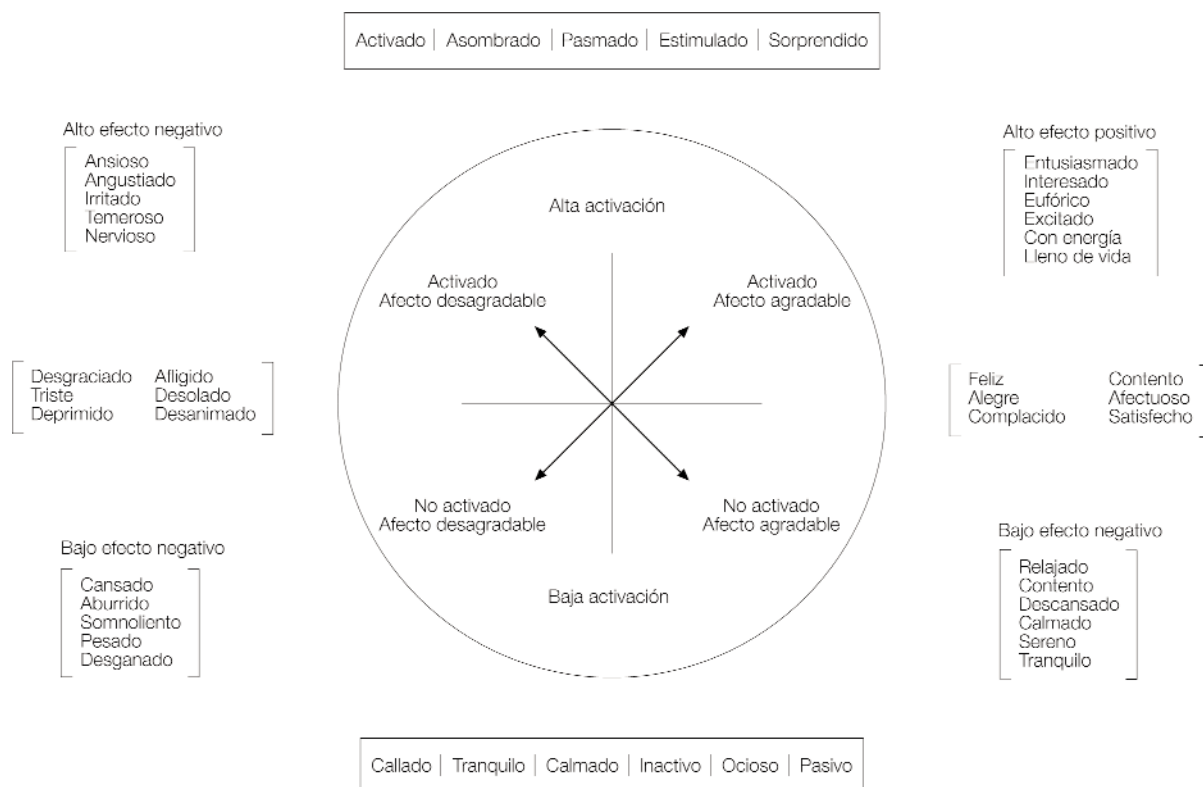 Activado | Asombrado | Pasmado | Estimulado | Sorprendido
Alto efecto negativo
Ansioso
Angustiado
Irritado
Temeroso
Nervioso
Alto efecto positivo
Entusiasmado
Interesado
Eufórico
Excitado
Con energía
Lleno de vida
Alta activación
Activado
Afecto desagradable
Activado
Afecto agradable
Desgraciado Afligido
Triste Desolado
Deprimido Desanimado
Feliz Contento
Alegre Afectuoso
Complacido Satisfecho
No activado
Afecto desagradable
No activado
Afecto agradable
Baja activación
Bajo efecto negativo
Cansado
Aburrido
Somnoliento
Pesado
Desganado
Bajo efecto negativo
Relajado
Contento
Descansado
Calmado
Sereno
Tranquilo
Callado | Tranquilo | Calmado | Inactivo | Ocioso | Pasivo